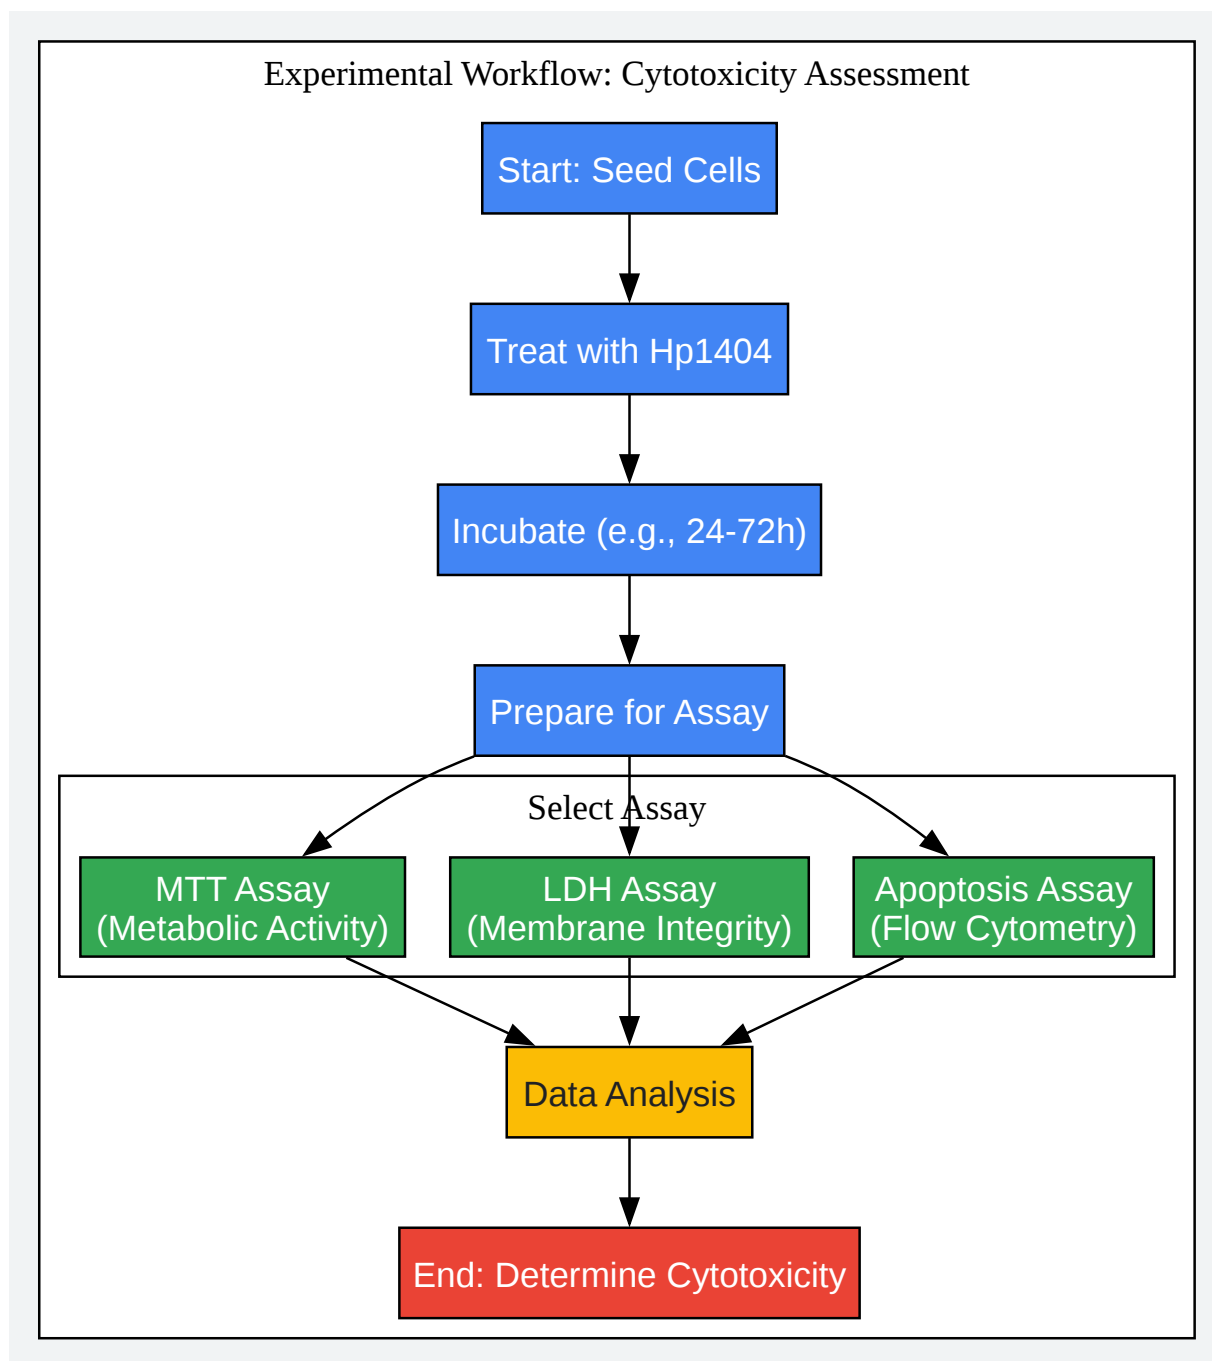 Experimental Workflow: Cytotoxicity Assessment
Start: Seed Cells
Treat with Hp1404
Incubate (e.g., 24-72h)
Prepare for Assay
Select Assay
MTT Assay
(Metabolic Activity)
LDH Assay
(Membrane Integrity)
Apoptosis Assay
(Flow Cytometry)
Data Analysis
End: Determine Cytotoxicity